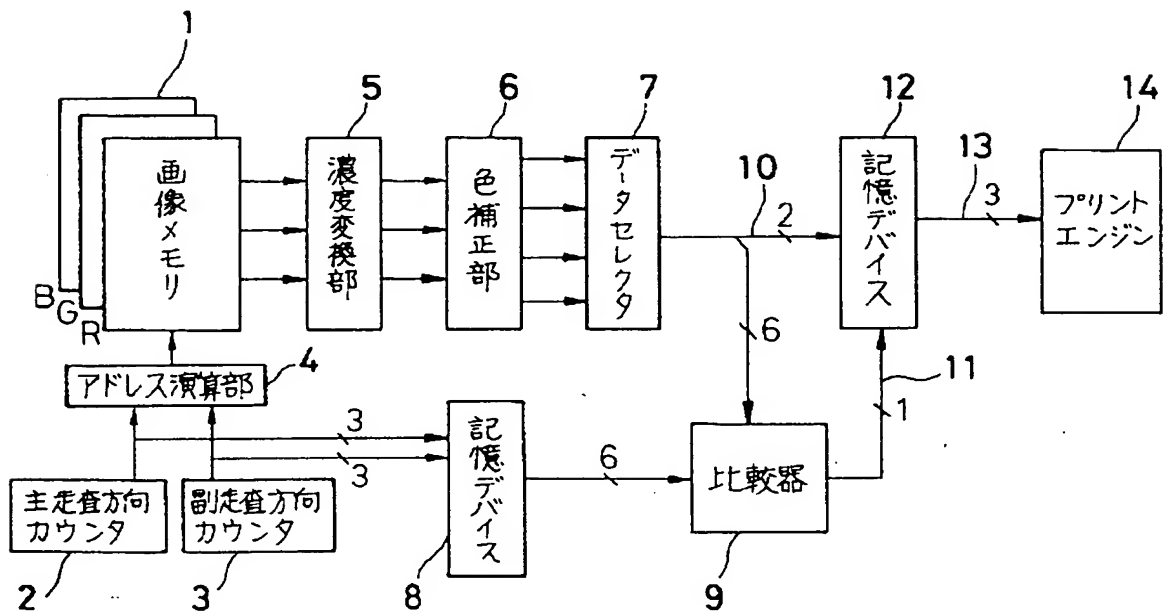 1
5
6
7
12
14
画像メモリ
濃度変換部
色補正部
データセレクタ
10
2
記憶デバイス
13
3
プリント
エンジン
B
G
R
6
11
1
アドレス演算部
4
3
3
記憶デバイス
6
比較器
主走査方向
カウンタ
副走査方向
カウンタ
2
3
8
9